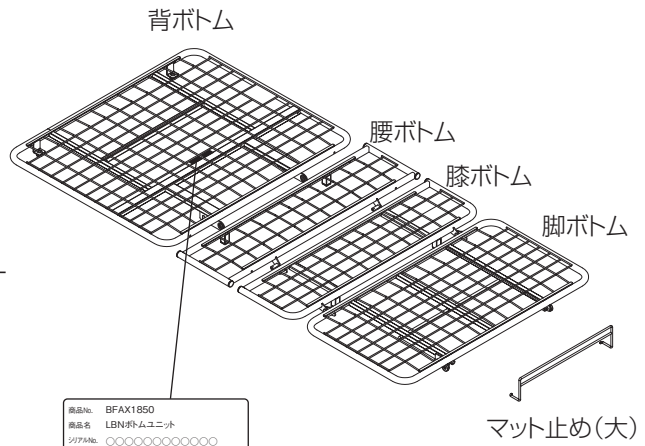 背ボトム
腰ボトム
膝ボトム
脚ボトム
商品No. BFAX1850
商品名 LBNボトムユニット
シリアルNo. ○○○○○○○○○○○○
マット止め(大)